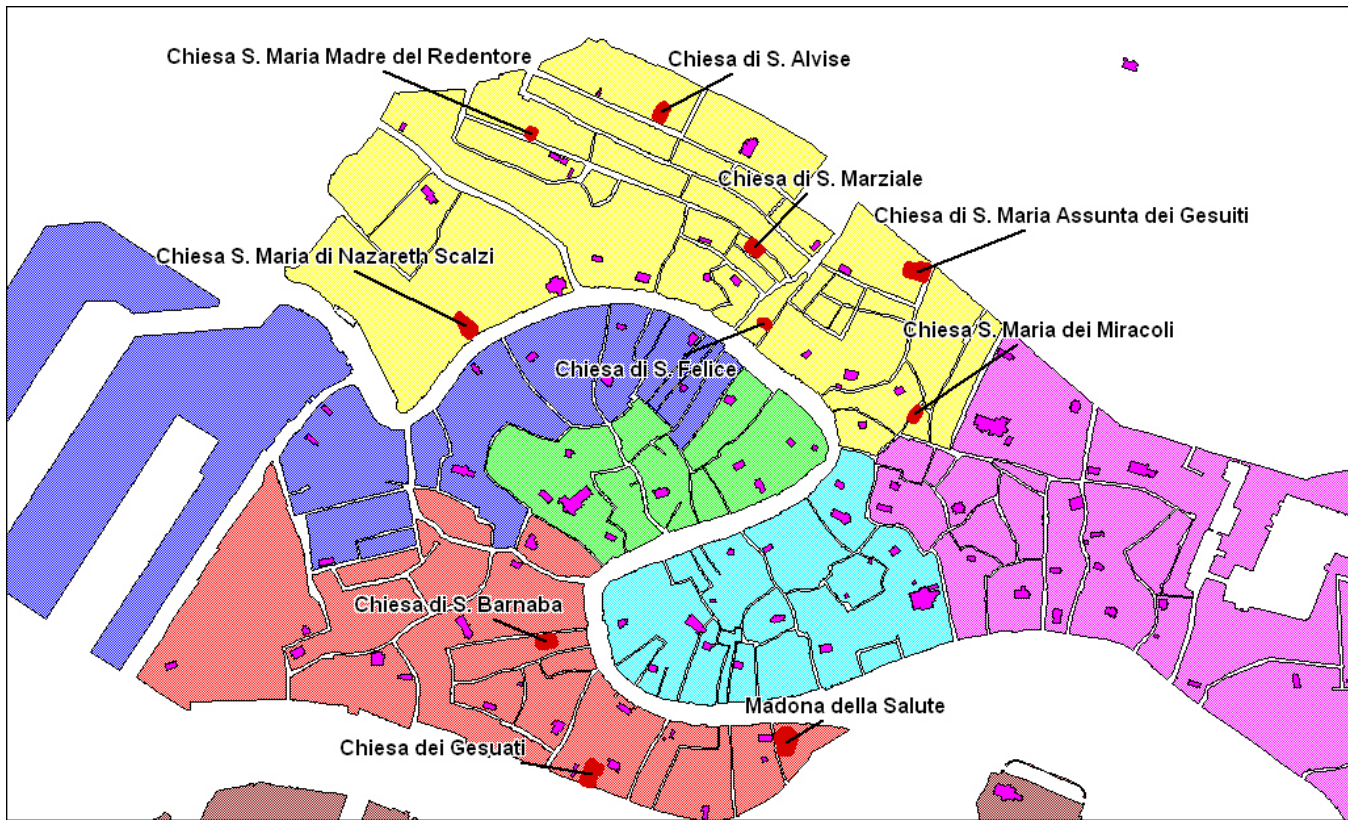 Chiesa S. Maria Madre del Redentore
Chiesa di S. Alvise
Chiesa di S. Marziale
Chiesa di S. Maria Assunta dei Gesuiti
Chiesa S. Maria di Nazareth Scalzi
Chiesa S. Maria dei Miracoli
Chiesa di S. Felice
Chiesa di S. Barnaba
Madona della Salute
Chiesa dei Gesuati